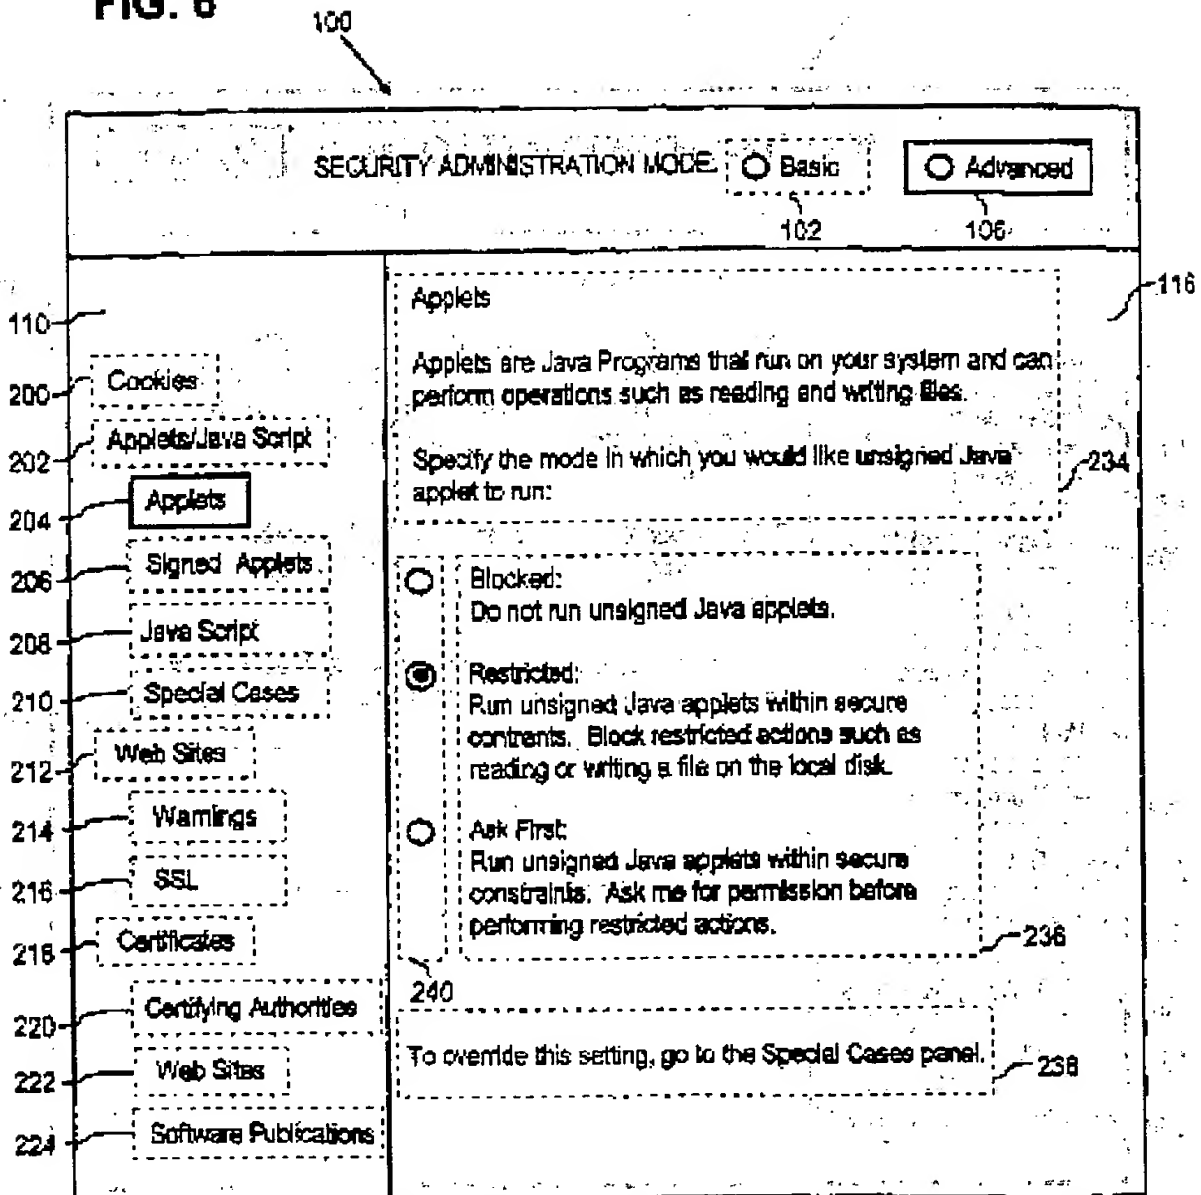 FIG. 6
100
SECURITY ADMINISTRATION MODE Basic Advanced
102 106
110
116
200 Cookies
202 Applets/Java Script
204 Applets
206 Signed Applets
208 Java Script
210 Special Cases
212 Web Sites
214 Warnings
216 SSL
218 Certificates
220 Certifying Authorities
222 Web Sites
224 Software Publications
Applets
Applets are Java Programs that run on your system and can
perform operations such as reading and writing files.
Specify the mode in which you would like unsigned Java
applet to run:
234
Blocked:
Do not run unsigned Java applets.
Restricted:
Run unsigned Java applets within secure
contrants. Block restricted actions such as
reading or writing a file on the local disk.
Ask First:
Run unsigned Java applets within secure
constraints. Ask me for permission before
performing restricted actions.
236
240
To override this setting, go to the Special Cases panel.
238